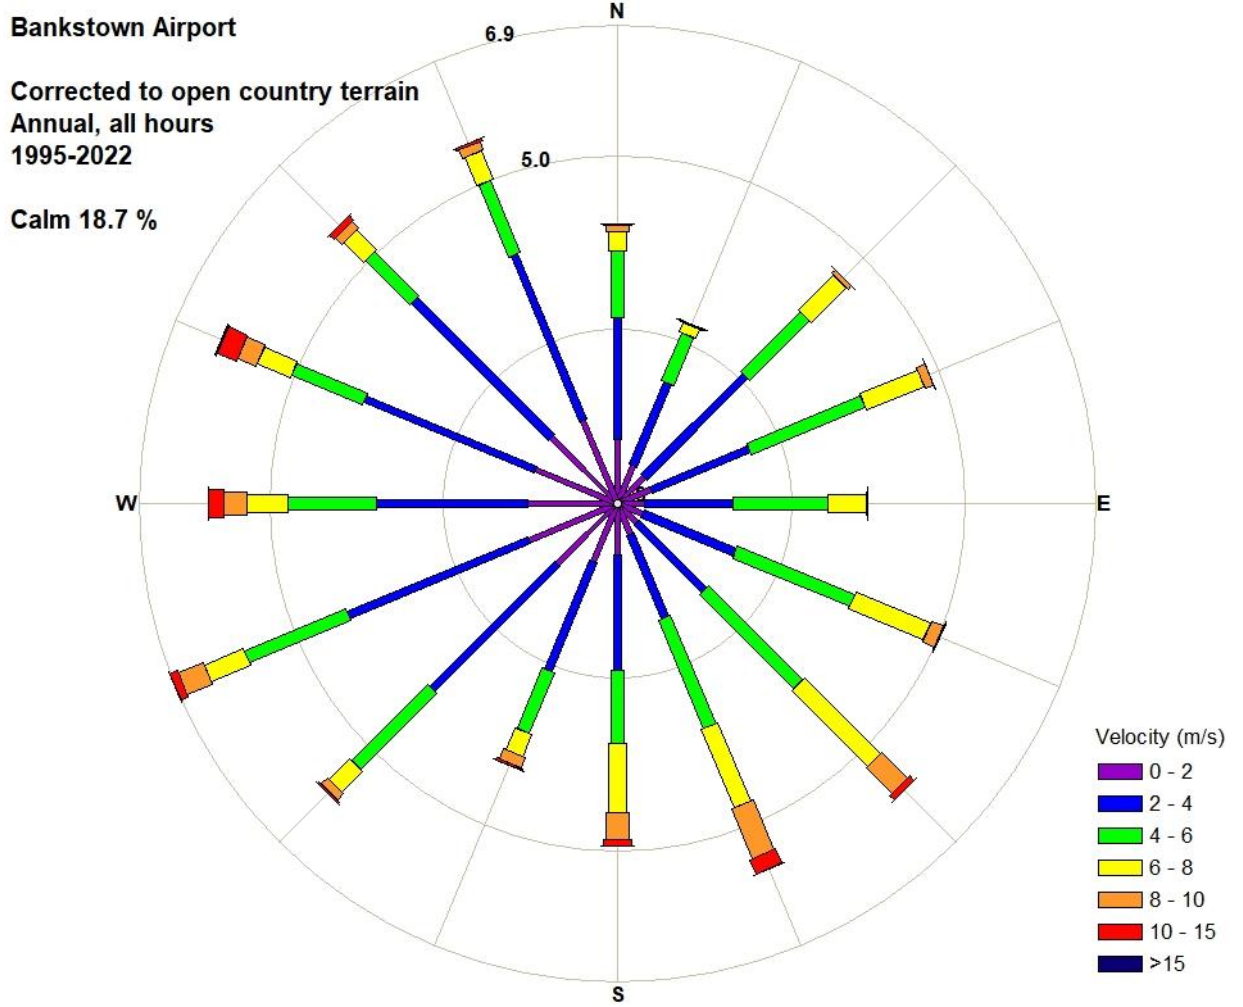 Bankstown Airport
Corrected to open country terrain
Annual, all hours
1995-2022
Calm 18.7 %
N
6.9
5.0
W
E
S
Velocity (m/s)
0 - 2
2 - 4
4 - 6
6 - 8
8 - 10
10 - 15
>15